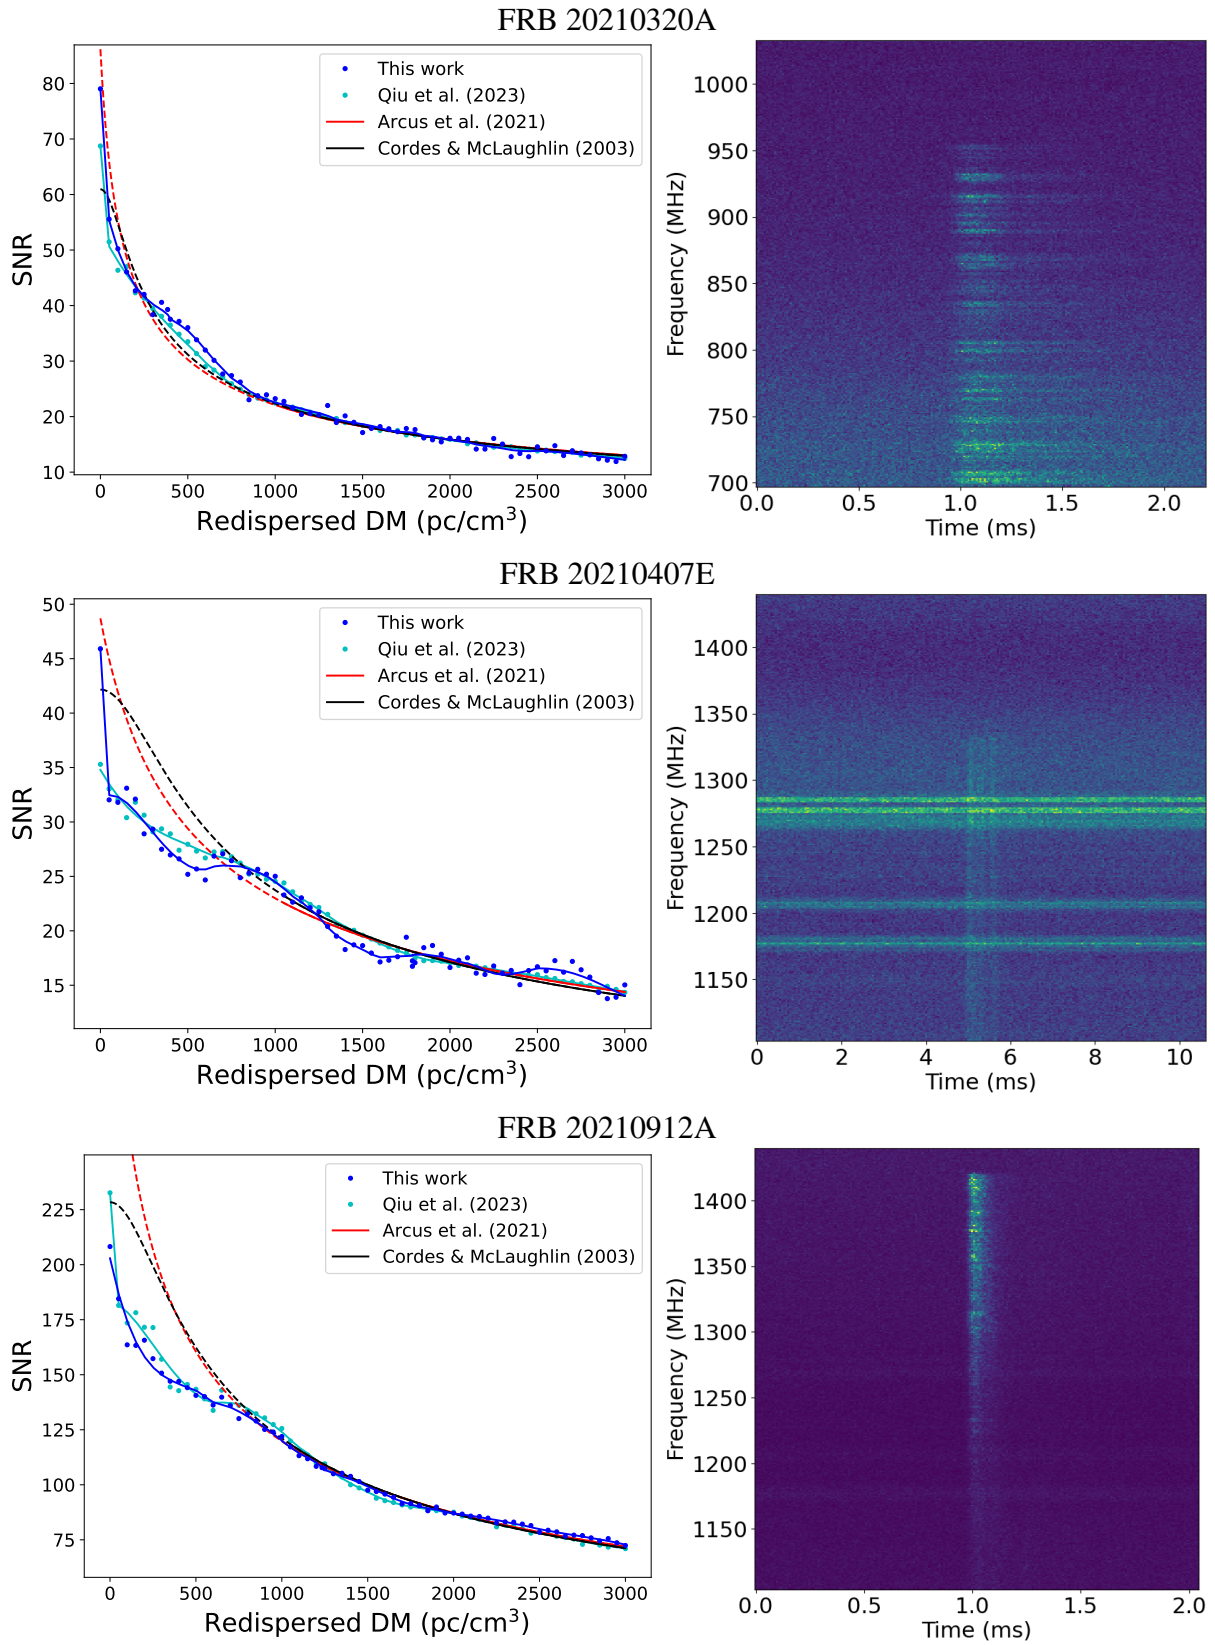 FRB 20210320A
SNR
80
70
60
50
40
30
20
10
0 500 1000 1500 2000 2500 3000
Redispersed DM (pc/cm³)
This work
Qiu et al. (2023)
Arcus et al. (2021)
Cordes & McLaughlin (2003)
Frequency (MHz)
1000
950
900
850
800
750
700
0.0 0.5 1.0 1.5 2.0
Time (ms)
FRB 20210407E
SNR
50
45
40
35
30
25
20
15
0 500 1000 1500 2000 2500 3000
Redispersed DM (pc/cm³)
This work
Qiu et al. (2023)
Arcus et al. (2021)
Cordes & McLaughlin (2003)
Frequency (MHz)
1400
1350
1300
1250
1200
1150
0 2 4 6 8 10
Time (ms)
FRB 20210912A
SNR
225
200
175
150
125
100
75
0 500 1000 1500 2000 2500 3000
Redispersed DM (pc/cm³)
This work
Qiu et al. (2023)
Arcus et al. (2021)
Cordes & McLaughlin (2003)
Frequency (MHz)
1400
1350
1300
1250
1200
1150
0.0 0.5 1.0 1.5 2.0
Time (ms)